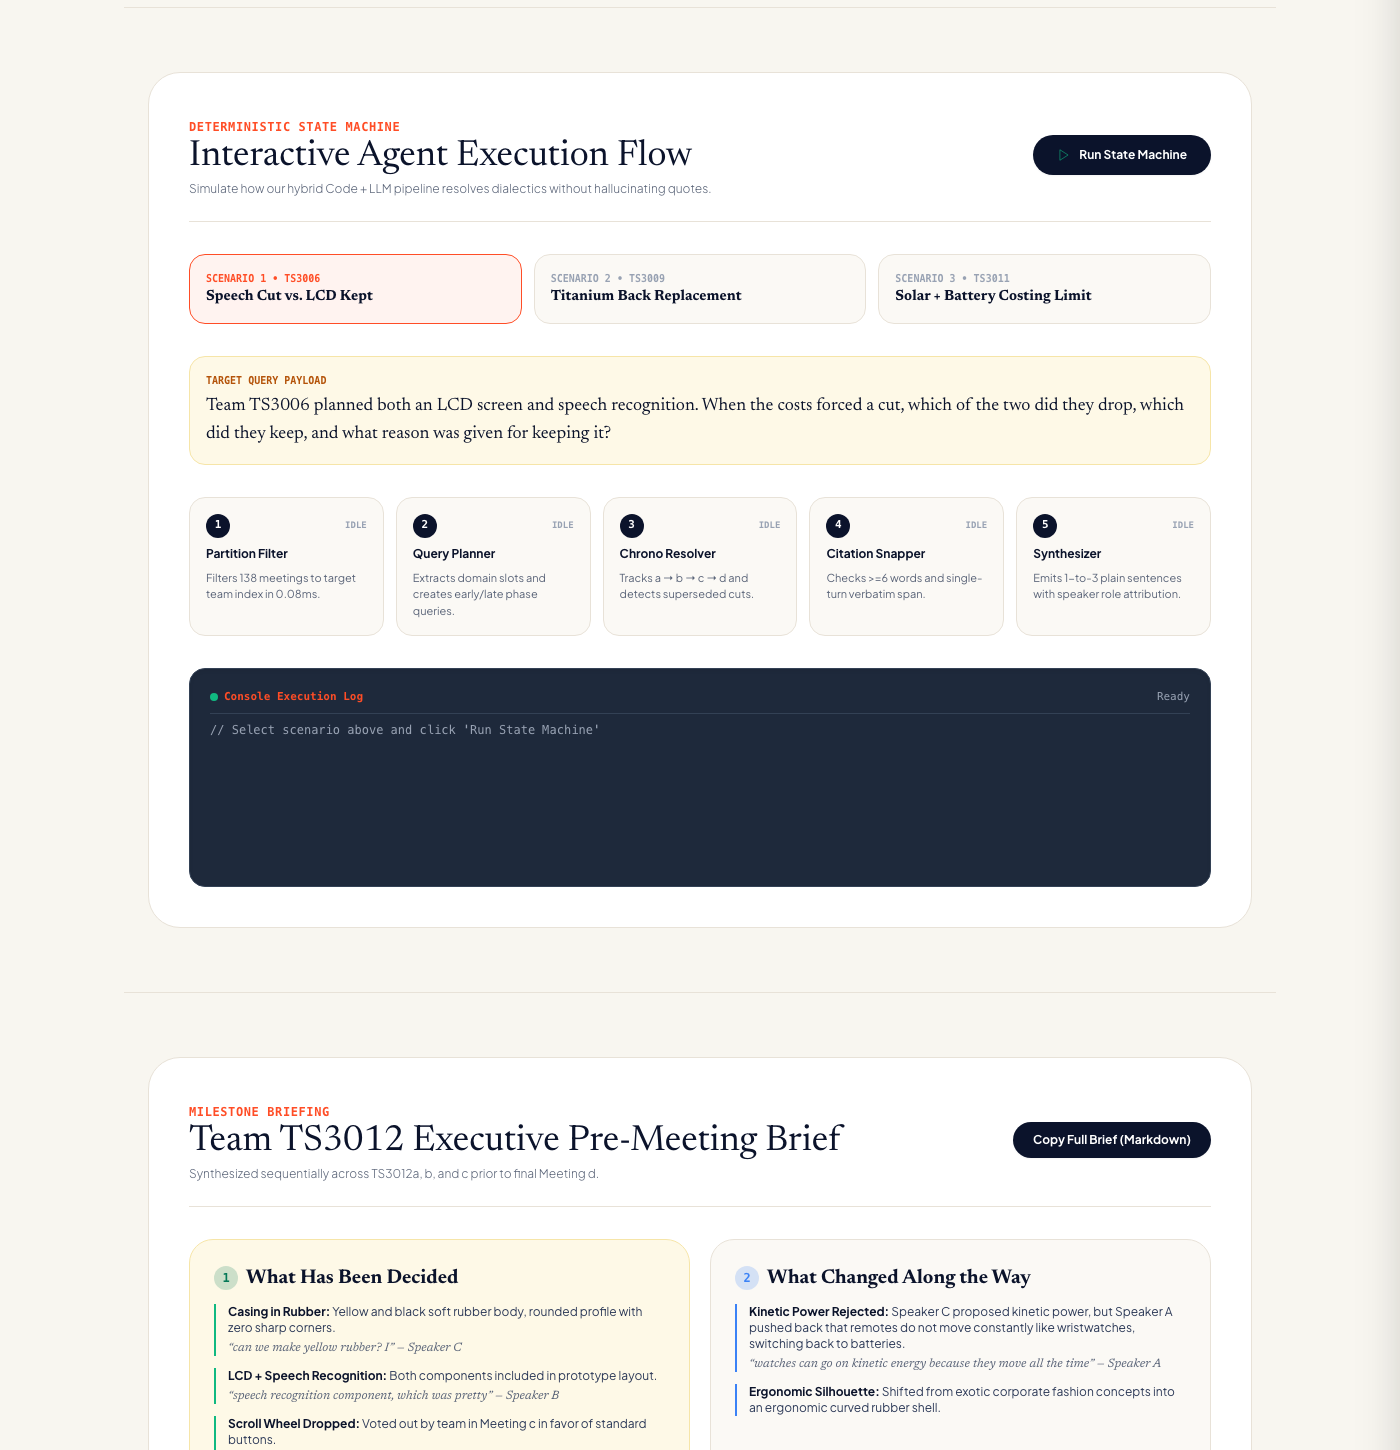 DETERMINISTIC STATE MACHINE
Interactive Agent Execution Flow
Simulate how our hybrid Code + LLM pipeline resolves dialectics without hallucinating quotes.
Run State Machine
SCENARIO 1 • TS3006
Speech Cut vs. LCD Kept
SCENARIO 2 • TS3009
Titanium Back Replacement
SCENARIO 3 • TS3011
Solar + Battery Costing Limit
TARGET QUERY PAYLOAD
Team TS3006 planned both an LCD screen and speech recognition. When the costs forced a cut, which of the two did they drop, which
did they keep, and what reason was given for keeping it?
1
IDLE
Partition Filter
Filters 138 meetings to target
team index in 0.08ms.
2
IDLE
Query Planner
Extracts domain slots and
creates early/late phase
queries.
3
IDLE
Chrono Resolver
Tracks a → b → c → d and
detects superseded cuts.
4
IDLE
Citation Snapper
Checks >=6 words and single-
turn verbatim span.
5
IDLE
Synthesizer
Emits 1–to–3 plain sentences
with speaker role attribution.
Console Execution Log
Ready
// Select scenario above and click 'Run State Machine'
MILESTONE BRIEFING
Team TS3012 Executive Pre-Meeting Brief
Synthesized sequentially across TS3012a, b, and c prior to final Meeting d.
Copy Full Brief (Markdown)
1
What Has Been Decided
Casing in Rubber: Yellow and black soft rubber body, rounded profile with
zero sharp corners.
“can we make yellow rubber? I” — Speaker C
LCD + Speech Recognition: Both components included in prototype layout.
“speech recognition component, which was pretty” — Speaker B
Scroll Wheel Dropped: Voted out by team in Meeting c in favor of standard
buttons.
2
What Changed Along the Way
Kinetic Power Rejected: Speaker C proposed kinetic power, but Speaker A
pushed back that remotes do not move constantly like wristwatches,
switching back to batteries.
“watches can go on kinetic energy because they move all the time” — Speaker A
Ergonomic Silhouette: Shifted from exotic corporate fashion concepts into
an ergonomic curved rubber shell.